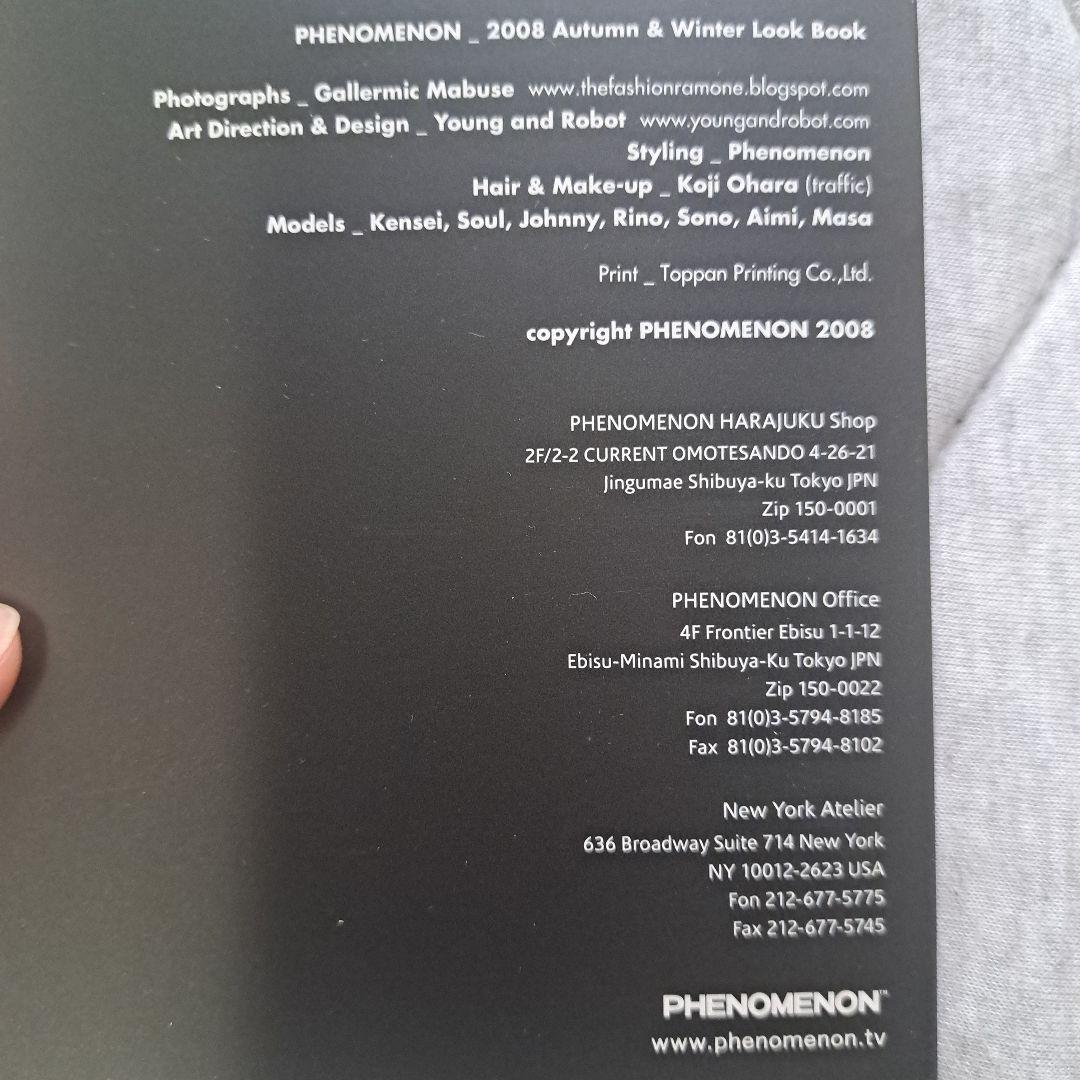 PHENOMENON _ 2008 Autumn & Winter Look Book
Photographs _ Gallermic Mabuse www.thefashionramone.blogspot.com
Art Direction & Design _ Young and Robot www.youngandrobot.com
Styling _ Phenomenon
Hair & Make-up _ Koji Ohara (traffic)
Models _ Kensei, Soul, Johnny, Rino, Sono, Aimi, Masa
Print _ Toppan Printing Co.,Ltd.
copyright PHENOMENON 2008
PHENOMENON HARAJUKU Shop
2F/2-2 CURRENT OMOTESANDO 4-26-21
Jingumae Shibuya-ku Tokyo JPN
Zip 150-0001
Fon 81(0)3-5414-1634
PHENOMENON Office
4F Frontier Ebisu 1-1-12
Ebisu-Minami Shibuya-Ku Tokyo JPN
Zip 150-0022
Fon 81(0)3-5794-8185
Fax 81(0)3-5794-8102
New York Atelier
636 Broadway Suite 714 New York
NY 10012-2623 USA
Fon 212-677-5775
Fax 212-677-5745
PHENOMENON™
www.phenomenon.tv